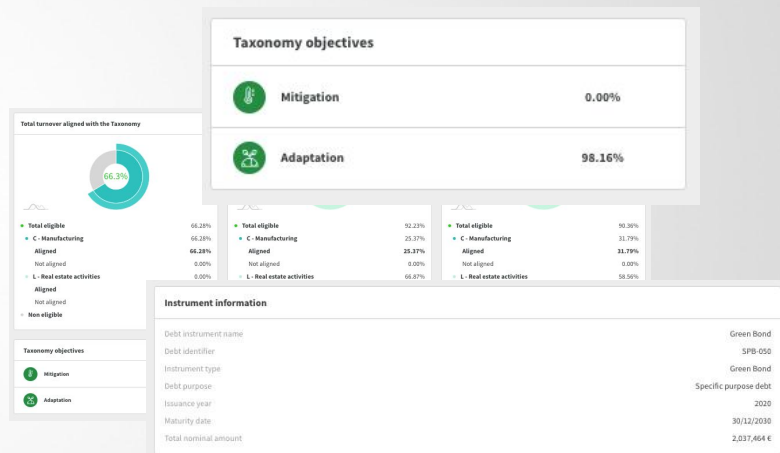 Taxonomy objectives
Mitigation 0.00%
Adaptation 98.16%
Total turnover aligned with the Taxonomy
66.3%
Total eligible 66.28%
C - Manufacturing 66.28%
Aligned 66.28%
Not aligned 0.00%
L - Real estate activities 0.00%
Aligned
Not aligned
Non eligible
Total eligible 92.23%
C - Manufacturing 25.37%
Aligned 25.37%
Not aligned 0.00%
L - Real estate activities 66.87%
Total eligible 90.36%
C - Manufacturing 31.79%
Aligned 31.79%
Not aligned 0.00%
L - Real estate activities 58.56%
Taxonomy objectives
Mitigation
Adaptation
Instrument information
Debt instrument name Green Bond
Debt identifier SPB-050
Instrument type Green Bond
Debt purpose Specific purpose debt
Issuance year 2020
Maturity date 30/12/2030
Total nominal amount 2,037,464 €